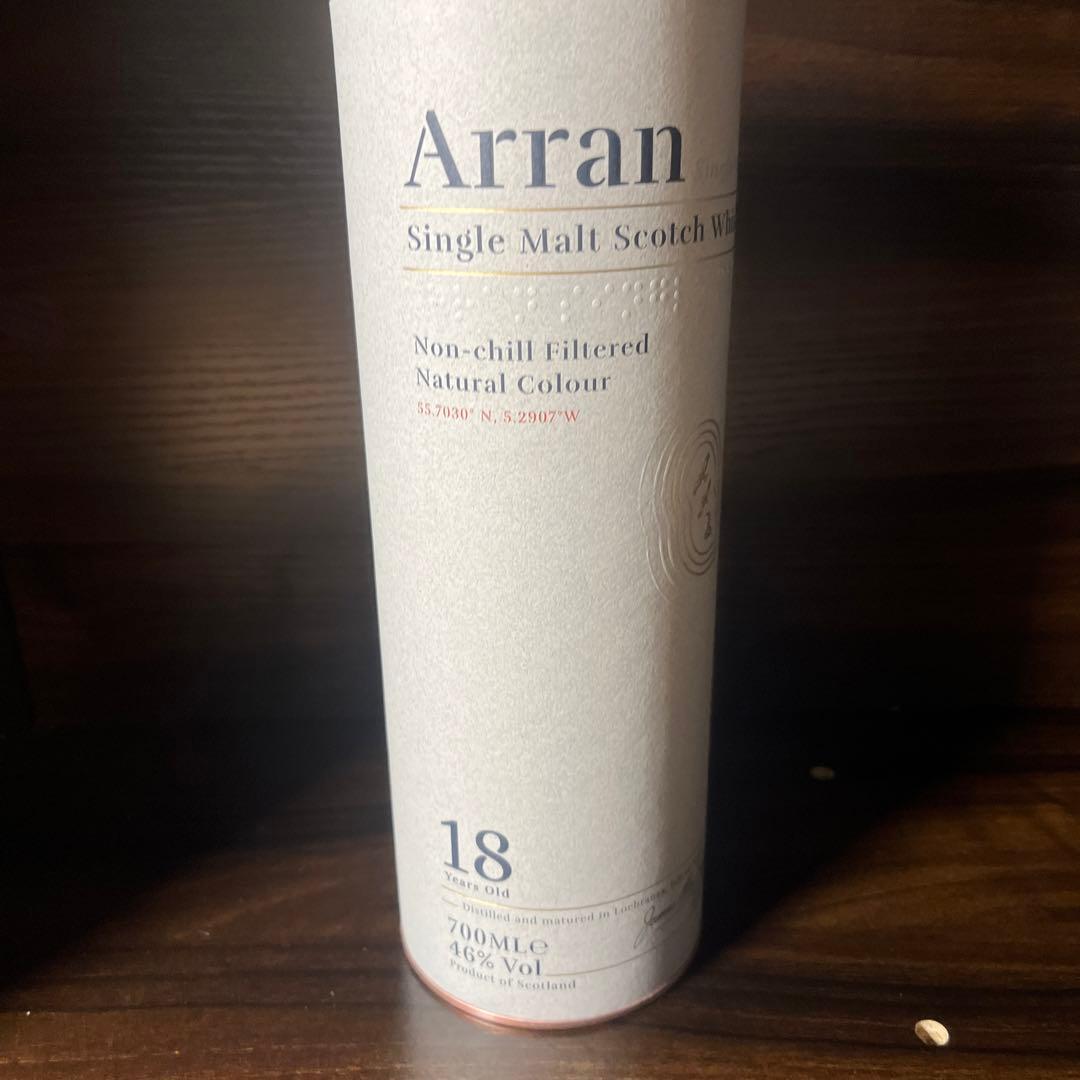 Arran
Single Malt Scotch
Non-chill Filtered
Natural Colour
55.7030° N, 5.2907°W
18
Years Old
Distilled and matured in Lochranza,
700ML℮
46% Vol
Product of Scotland